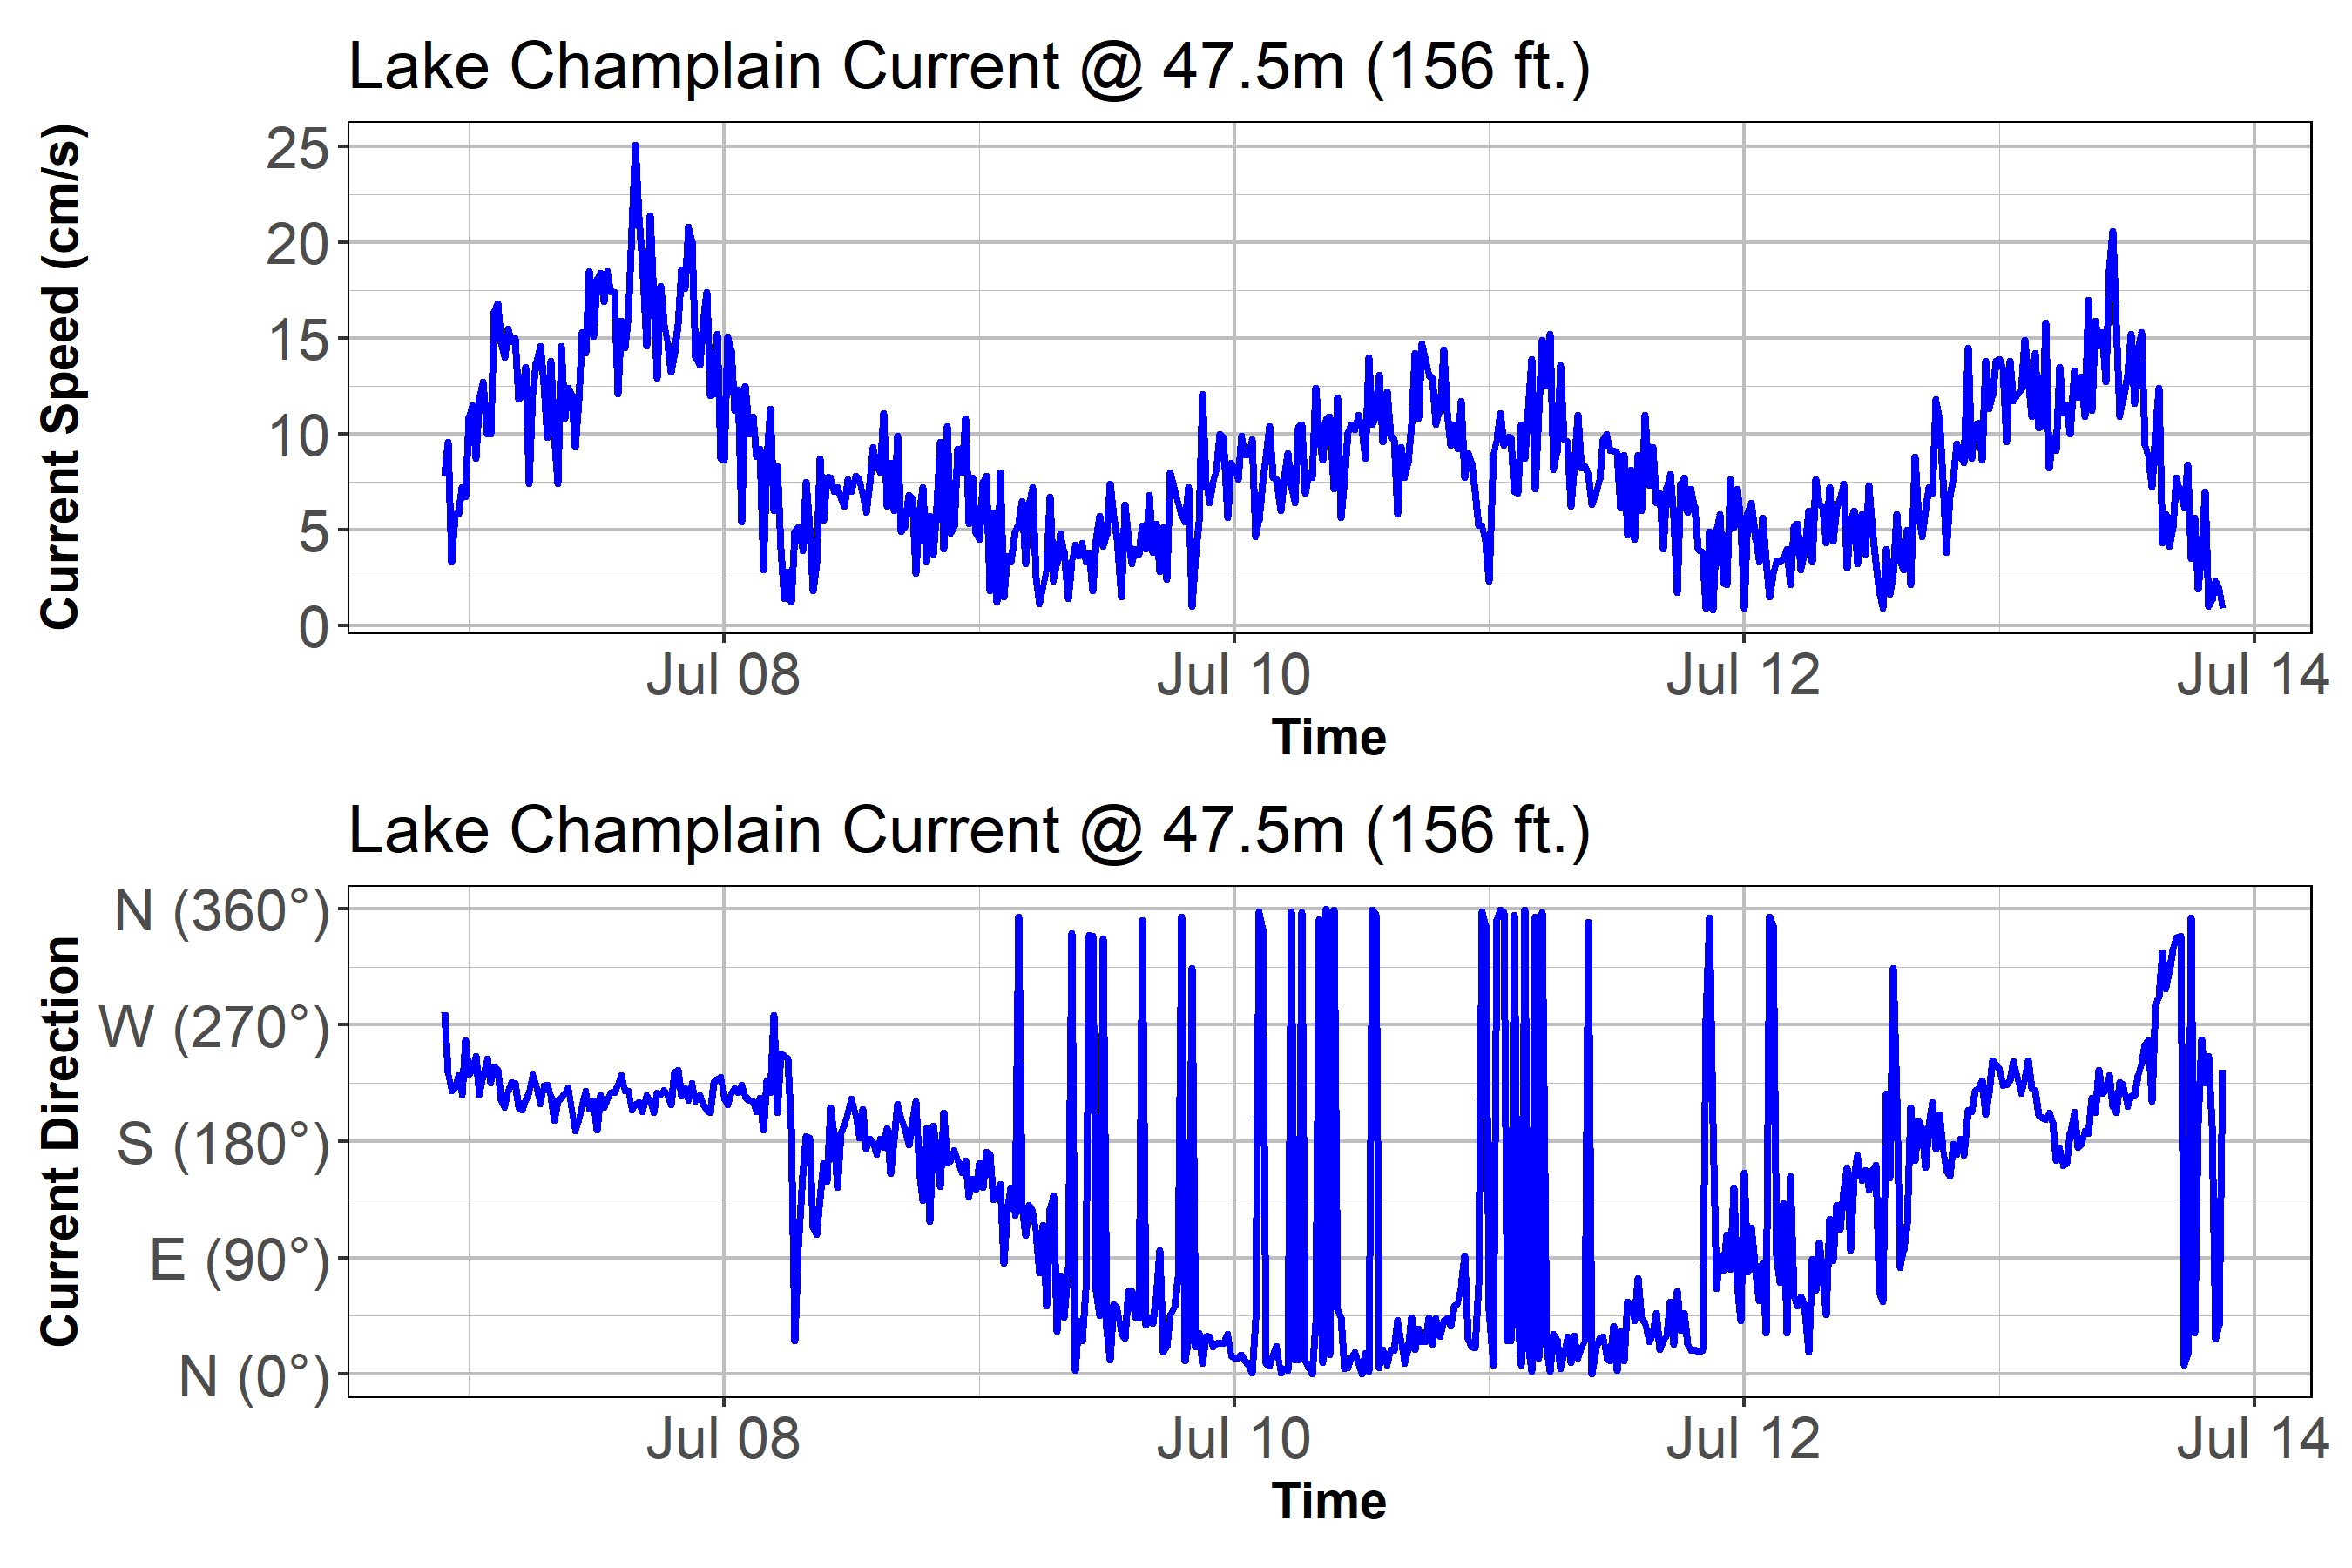 Lake Champlain Current @ 47.5m (156 ft.)
Current Speed (cm/s)
25
20
15
10
5
0
Jul 08 Jul 10 Jul 12 Jul 14
Time
Lake Champlain Current @ 47.5m (156 ft.)
Current Direction
N (360°)
W (270°)
S (180°)
E (90°)
N (0°)
Jul 08 Jul 10 Jul 12 Jul 14
Time